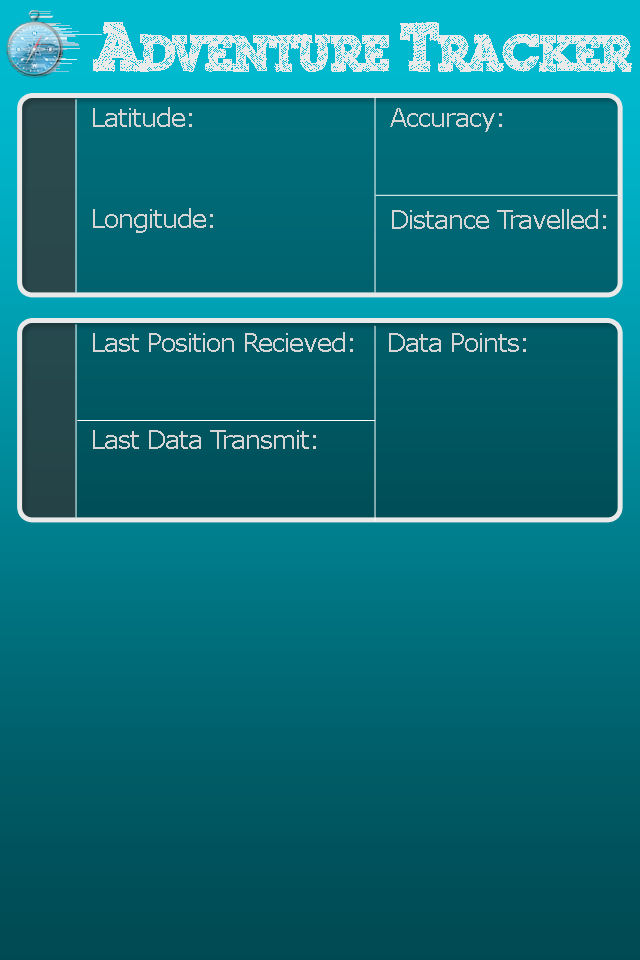 Adventure Tracker
Latitude:
Accuracy:
Longitude:
Distance Travelled:
Last Position Recieved:
Data Points:
Last Data Transmit: